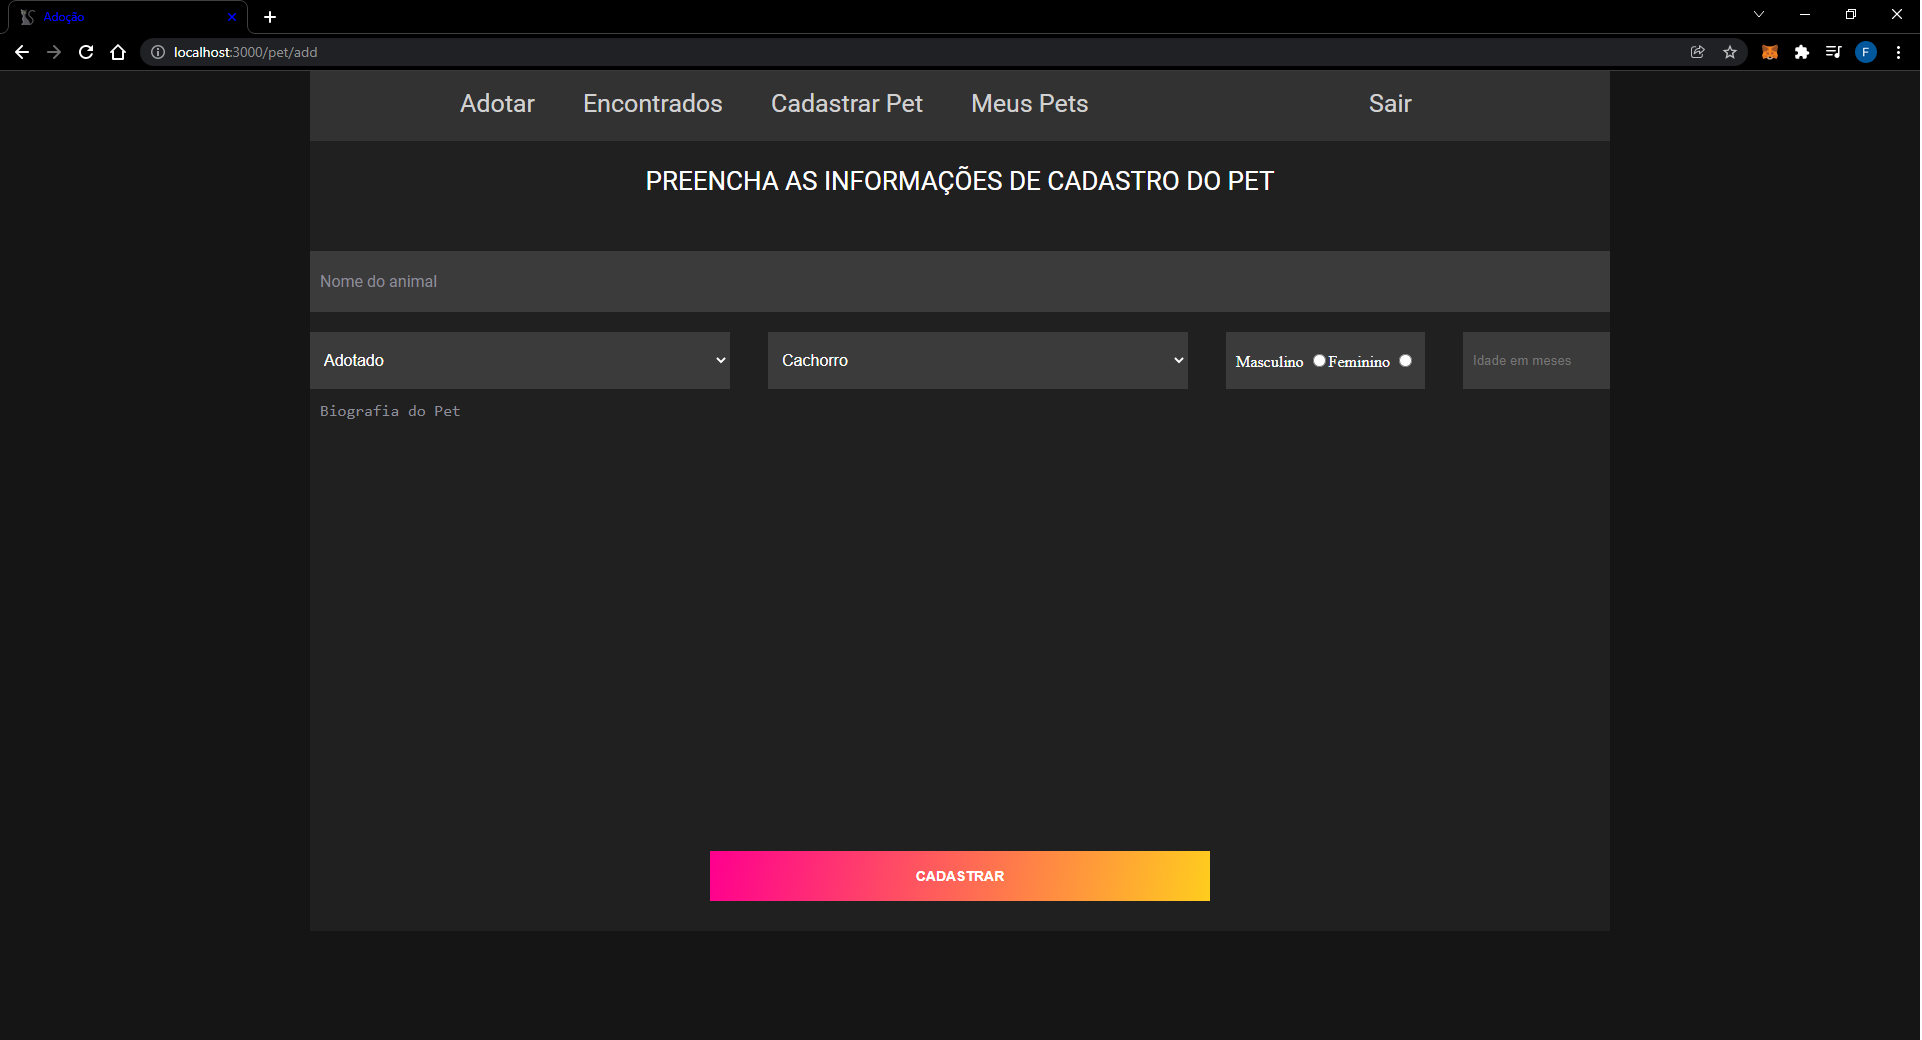 Adoção
localhost:3000/pet/add
F
Adotar Encontrados Cadastrar Pet Meus Pets Sair
PREENCHA AS INFORMAÇÕES DE CADASTRO DO PET
Nome do animal
Adotado Cachorro Masculino Feminino Idade em meses
Biografia do Pet
CADASTRAR